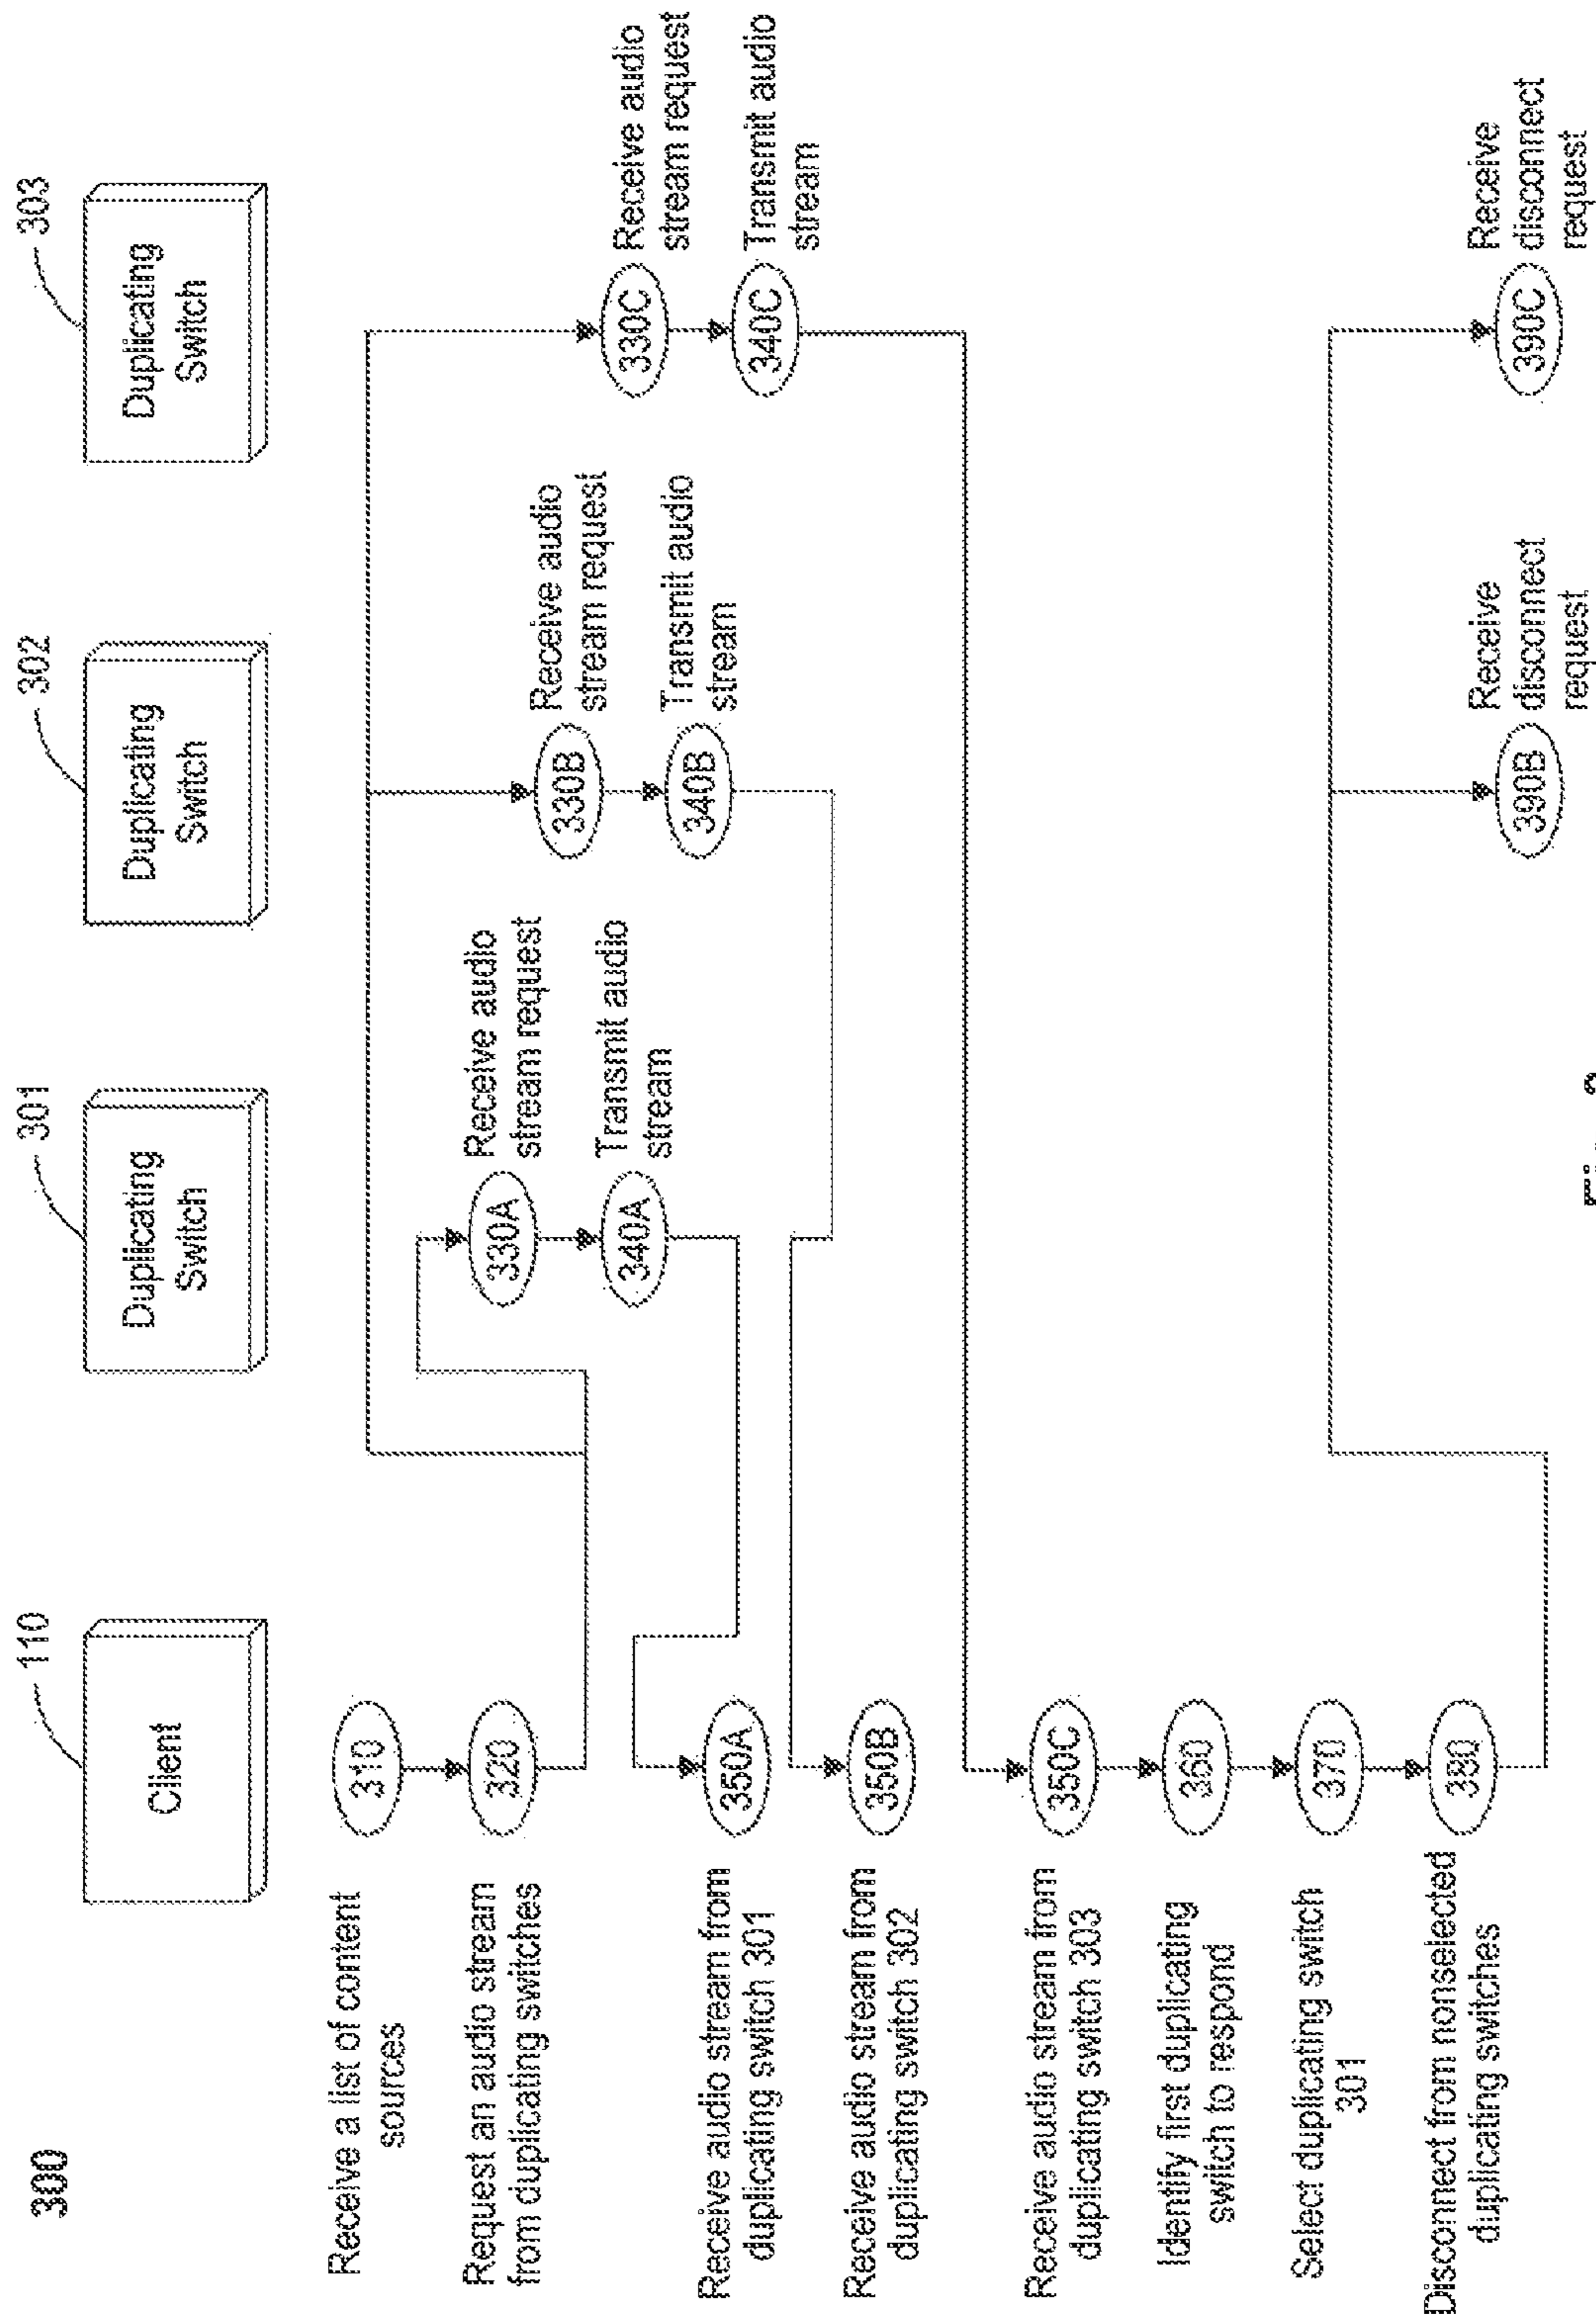 300
110
301
302
303
Client
Duplicating
Switch
Duplicating
Switch
Duplicating
Switch
Receive a list of content
sources
310
Request an audio stream
from duplicating switches
320
330A
Receive audio
stream request
340A
Transmit audio
stream
330B
Receive audio
stream request
340B
Transmit audio
stream
330C
Receive audio
stream request
340C
Transmit audio
stream
Receive audio stream from
duplicating switch 301
350A
Receive audio stream from
duplicating switch 302
350B
Receive audio stream from
duplicating switch 303
350C
Identify first duplicating
switch to respond
360
Select duplicating switch
301
370
Disconnect from nonselected
duplicating switches
380
390B
Receive
disconnect
request
390C
Receive
disconnect
request